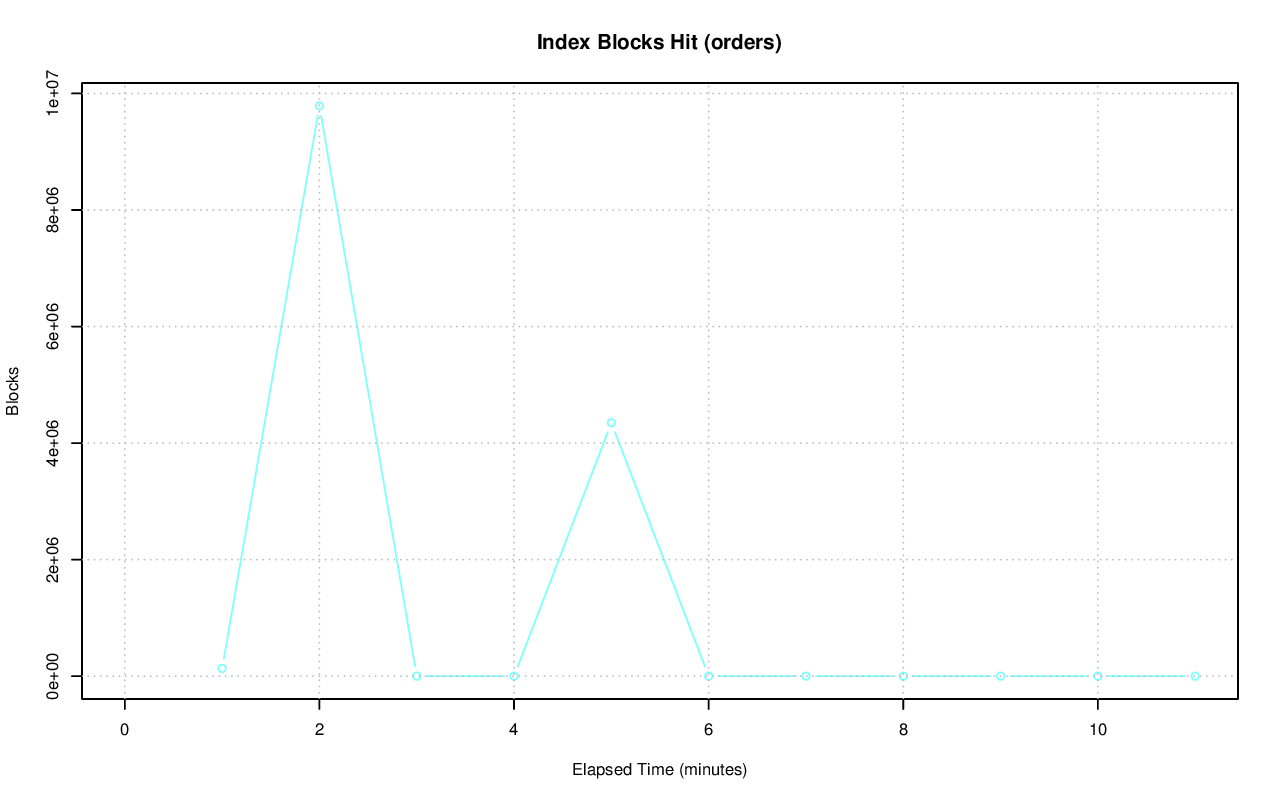 Index Blocks Hit (orders)
1e+07
8e+06
6e+06
4e+06
2e+06
0e+00
Blocks
0 2 4 6 8 10
Elapsed Time (minutes)